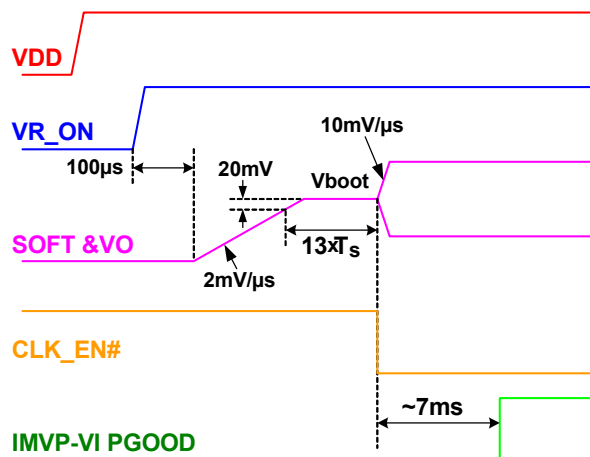 VDD
VR_ON
10mV/µs
100µs
20mV
Vboot
SOFT &VO
13xTs
2mV/µs
CLK_EN#
~7ms
IMVP-VI PGOOD